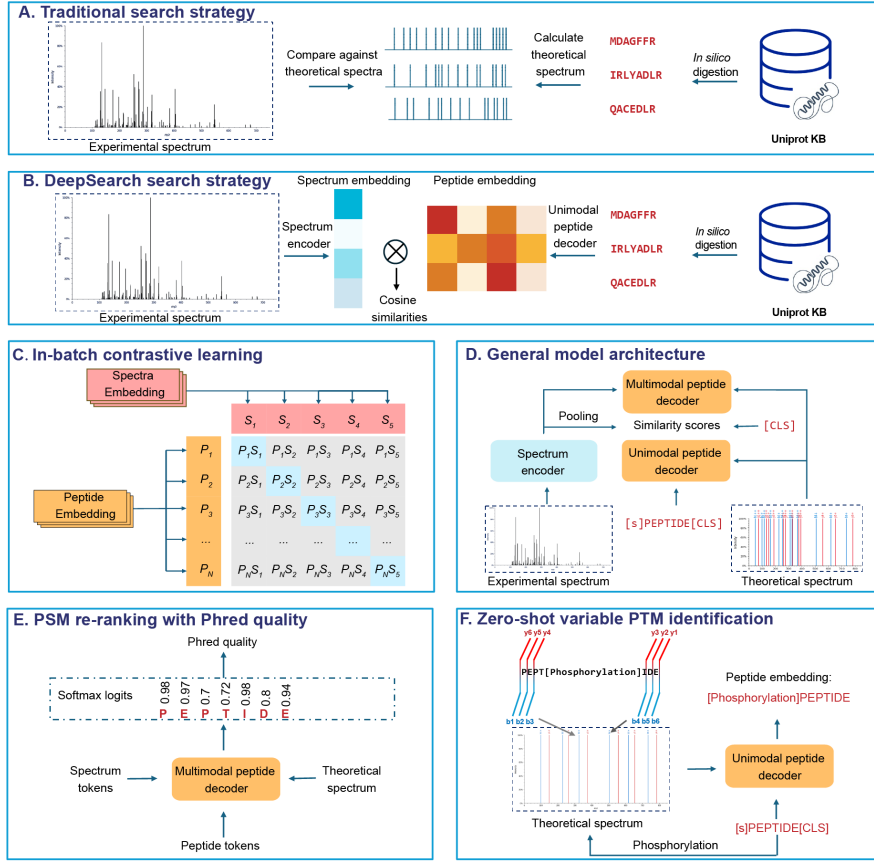 A. Traditional search strategy
Compare against
theoretical spectra
Calculate
theoretical
spectrum
MDAGFFR
IRLYADLR
QACEDLR
In silico
digestion
Uniprot KB
Experimental spectrum
B. DeepSearch search strategy
Spectrum embedding
Peptide embedding
Spectrum
encoder
Cosine
similarities
Unimodal
peptide
decoder
MDAGFFR
IRLYADLR
QACEDLR
In silico
digestion
Uniprot KB
Experimental spectrum
C. In-batch contrastive learning
Spectra
Embedding
S1 S2 S3 S4 S5
P1 P1S1 P1S2 P1S3 P1S4 P1S5
P2 P2S1 P2S2 P2S3 P2S4 P2S5
P3 P3S1 P3S2 P3S3 P3S4 P3S5
... ... ... ... ... ...
PN PNS1 PNS2 PNS3 PNS4 PNS5
Peptide
Embedding
D. General model architecture
Multimodal peptide
decoder
Pooling
Similarity scores
[CLS]
Spectrum
encoder
Unimodal peptide
decoder
[s]PEPTIDE[CLS]
Experimental spectrum
Theoretical spectrum
E. PSM re-ranking with Phred quality
Phred quality
Softmax logits
0.98 0.97 0.7 0.72 0.98 0.8 0.94
P E P T I D E
Spectrum
tokens
Multimodal peptide
decoder
Theoretical
spectrum
Peptide tokens
F. Zero-shot variable PTM identification
y6 y5 y4
y3 y2 y1
PEPT[Phosphorylation]IDE
b1 b2 b3
b4 b5 b6
Peptide embedding:
[Phosphorylation]PEPTIDE
Unimodal peptide
decoder
Theoretical spectrum
[s]PEPTIDE[CLS]
Phosphorylation